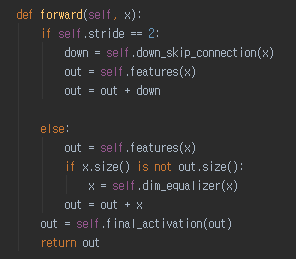 def forward(self, x):
    if self.stride == 2:
        down = self.down_skip_connection(x)
        out = self.features(x)
        out = out + down

    else:
        out = self.features(x)
        if x.size() is not out.size():
            x = self.dim_equalizer(x)
        out = out + x
    out = self.final_activation(out)
    return out